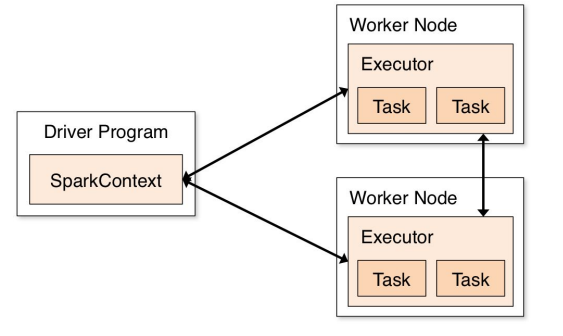 Driver Program
SparkContext
Worker Node
Executor
Task Task
Worker Node
Executor
Task Task